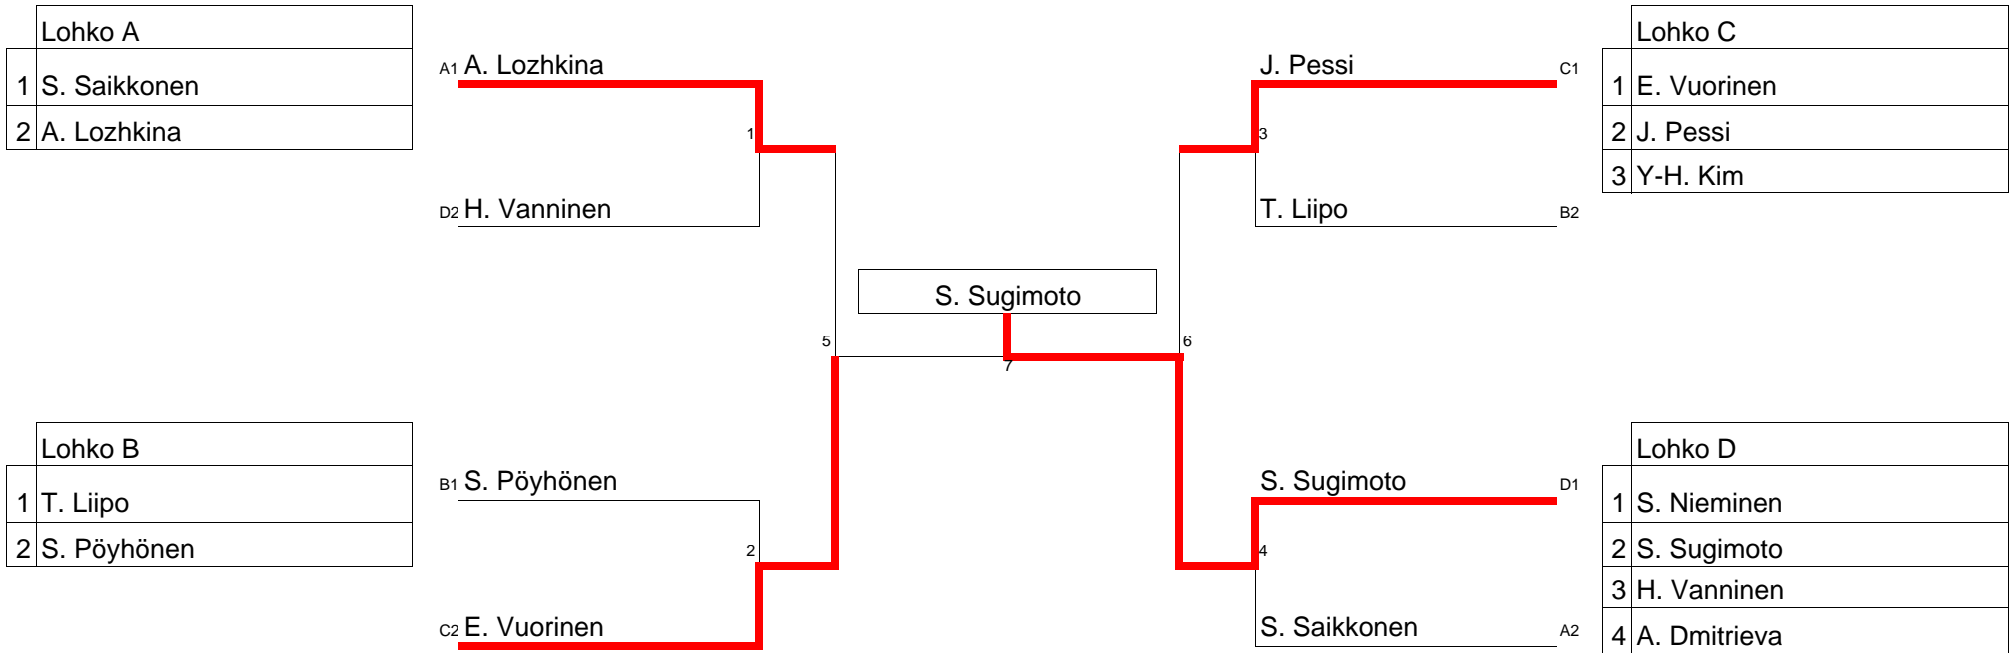 Lohko A
1 S. Saikkonen
2 A. Lozhkina
Lohko B
1 T. Liipo
2 S. Pöyhönen
A1 A. Lozhkina
1
D2 H. Vanninen
5
B1 S. Pöyhönen
2
C2 E. Vuorinen
S. Sugimoto
7
J. Pessi C1
3
T. Liipo B2
6
S. Sugimoto D1
4
S. Saikkonen A2
Lohko C
1 E. Vuorinen
2 J. Pessi
3 Y-H. Kim
Lohko D
1 S. Nieminen
2 S. Sugimoto
3 H. Vanninen
4 A. Dmitrieva